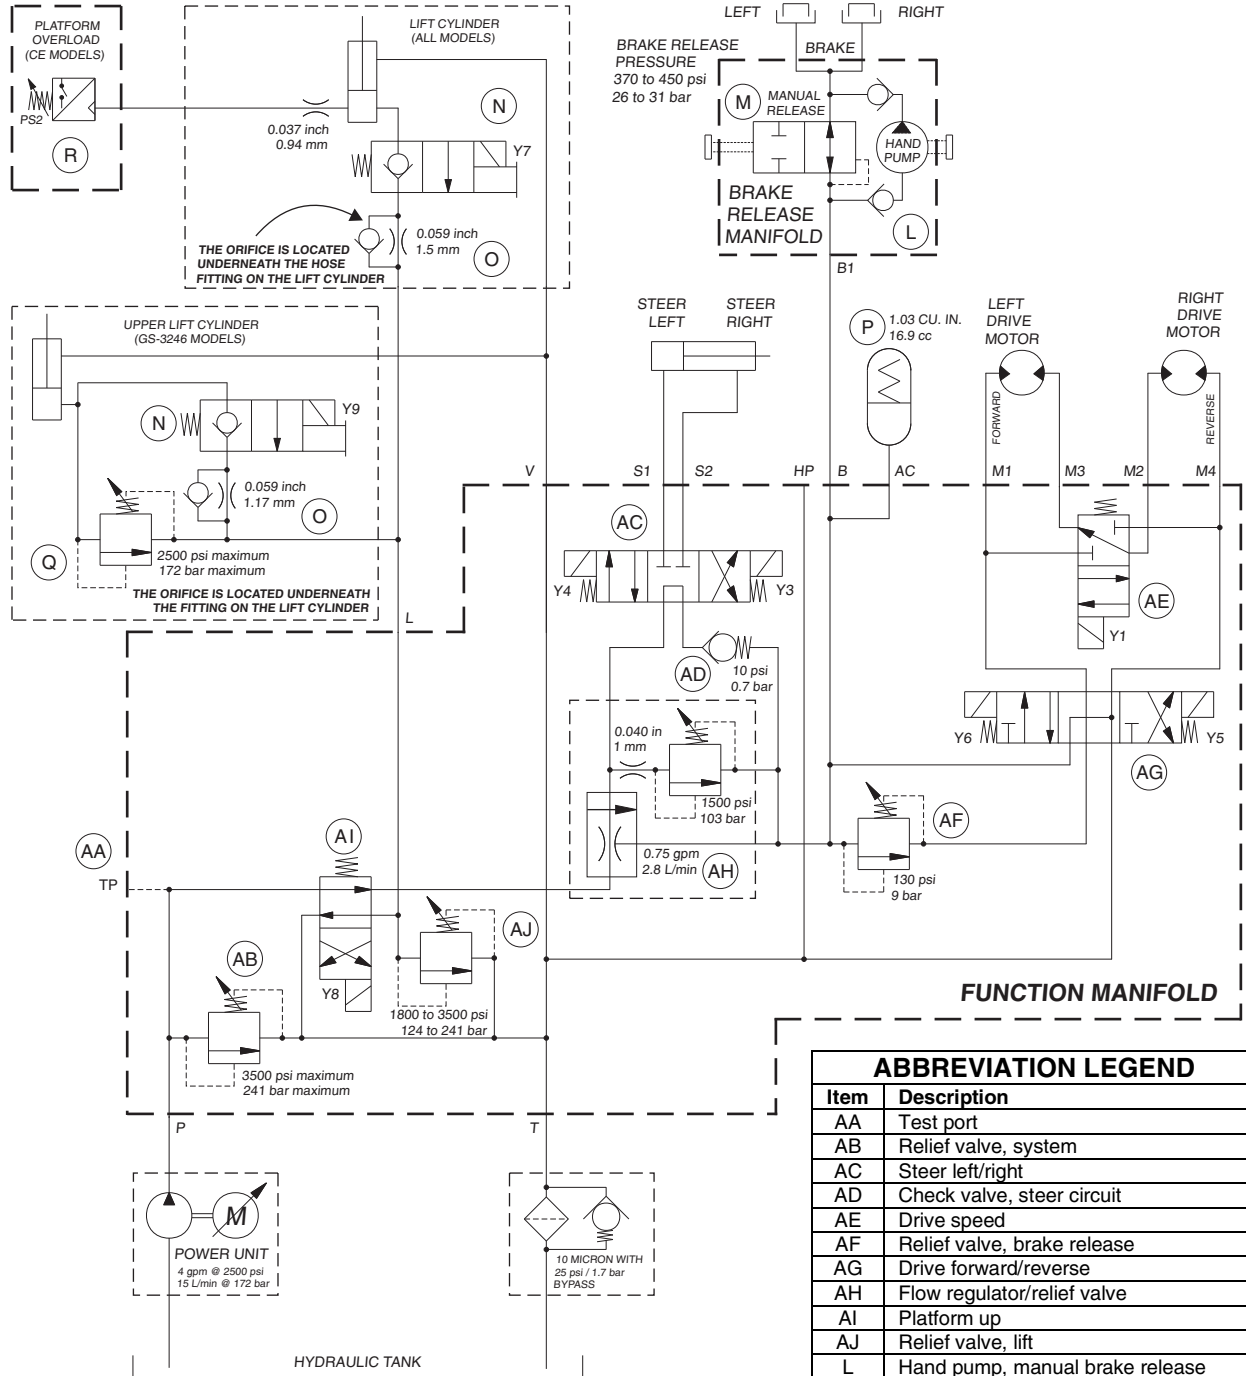 PLATFORM
OVERLOAD
(CE MODELS)
PS2
R
LIFT CYLINDER
(ALL MODELS)
N
0.037 inch
0.94 mm
Y7
THE ORIFICE IS LOCATED
UNDERNEATH THE HOSE
FITTING ON THE LIFT CYLINDER
0.059 inch
1.5 mm
O
LEFT
RIGHT
BRAKE
BRAKE RELEASE
PRESSURE
370 to 450 psi
26 to 31 bar
M
MANUAL
RELEASE
HAND
PUMP
BRAKE
RELEASE
MANIFOLD
L
B1
UPPER LIFT CYLINDER
(GS-3246 MODELS)
N
Y9
0.059 inch
1.17 mm
O
Q
2500 psi maximum
172 bar maximum
THE ORIFICE IS LOCATED UNDERNEATH
THE FITTING ON THE LIFT CYLINDER
STEER
LEFT
STEER
RIGHT
P
1.03 CU. IN.
16.9 cc
LEFT
DRIVE
MOTOR
RIGHT
DRIVE
MOTOR
FORWARD
REVERSE
V
S1
S2
HP
B
AC
M1
M3
M2
M4
L
AC
Y4
Y3
AE
Y1
AD
10 psi
0.7 bar
0.040 in
1 mm
1500 psi
103 bar
Y6
Y5
AG
AF
130 psi
9 bar
0.75 gpm
2.8 L/min
AH
AA
TP
AI
Y8
AJ
1800 to 3500 psi
124 to 241 bar
AB
3500 psi maximum
241 bar maximum
FUNCTION MANIFOLD
P
T
M
POWER UNIT
4 gpm @ 2500 psi
15 L/min @ 172 bar
10 MICRON WITH
25 psi / 1.7 bar
BYPASS
HYDRAULIC TANK
ABBREVIATION LEGEND
Item Description
AA Test port
AB Relief valve, system
AC Steer left/right
AD Check valve, steer circuit
AE Drive speed
AF Relief valve, brake release
AG Drive forward/reverse
AH Flow regulator/relief valve
AI Platform up
AJ Relief valve, lift
L Hand pump, manual brake release